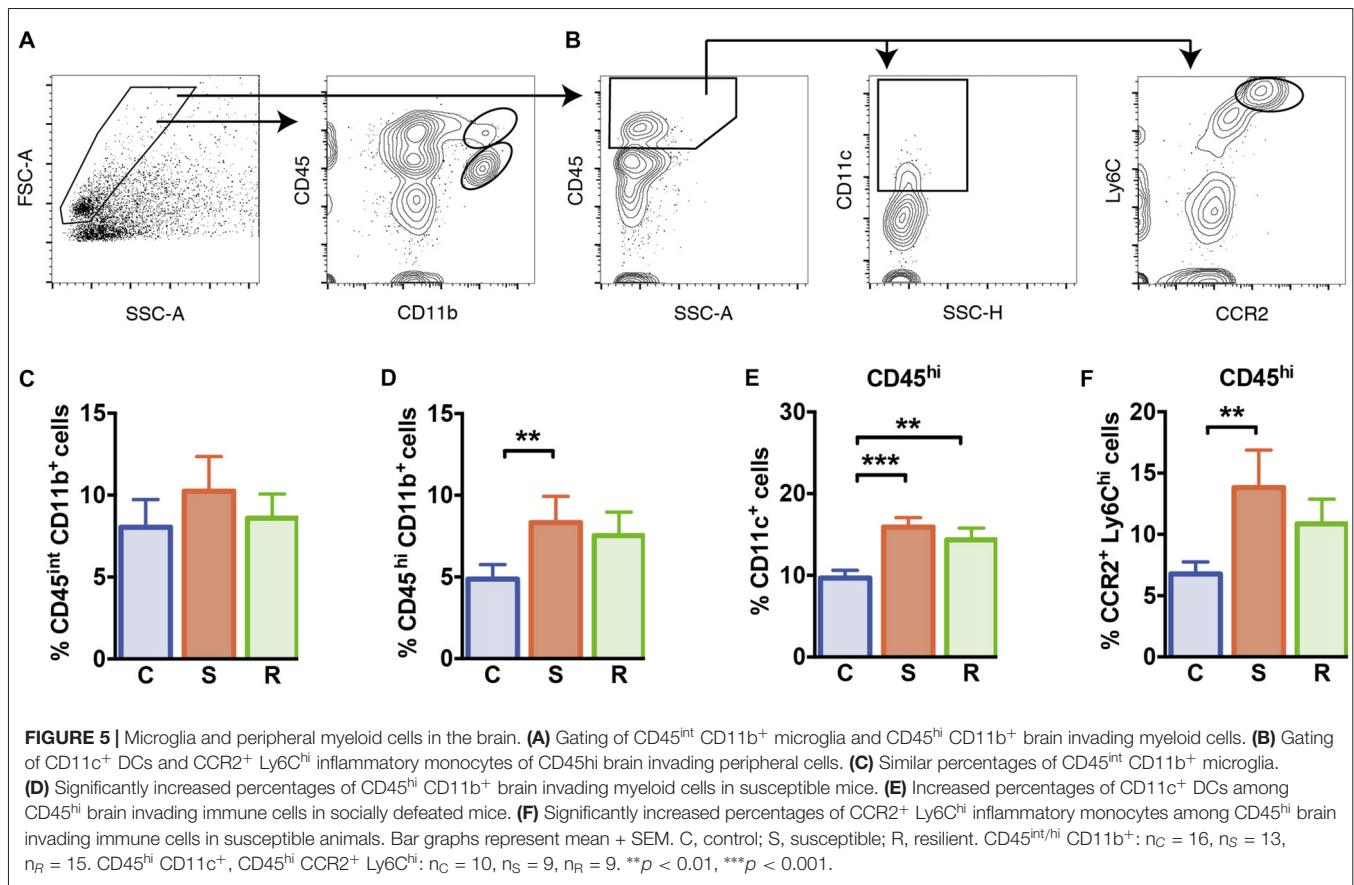 A
B
FSC-A
SSC-A
CD45
CD11b
CD45
SSC-A
CD11c
SSC-H
Ly6C
CCR2
C
% CD45int CD11b+ cells
15
10
5
0
C S R
D
% CD45hi CD11b+ cells
15
10
5
0
**
C S R
E
CD45hi
% CD11c+ cells
30
20
10
0
**
***
C S R
F
CD45hi
% CCR2+ Ly6Chi cells
20
15
10
5
0
**
C S R
FIGURE 5 | Microglia and peripheral myeloid cells in the brain. (A) Gating of CD45int CD11b+ microglia and CD45hi CD11b+ brain invading myeloid cells. (B) Gating
of CD11c+ DCs and CCR2+ Ly6Chi inflammatory monocytes of CD45hi brain invading peripheral cells. (C) Similar percentages of CD45int CD11b+ microglia.
(D) Significantly increased percentages of CD45hi CD11b+ brain invading myeloid cells in susceptible mice. (E) Increased percentages of CD11c+ DCs among
CD45hi brain invading immune cells in socially defeated mice. (F) Significantly increased percentages of CCR2+ Ly6Chi inflammatory monocytes among CD45hi brain
invading immune cells in susceptible animals. Bar graphs represent mean + SEM. C, control; S, susceptible; R, resilient. CD45int/hi CD11b+: nC = 16, nS = 13,
nR = 15. CD45hi CD11c+, CD45hi CCR2+ Ly6Chi: nC = 10, nS = 9, nR = 9. **p < 0.01, ***p < 0.001.